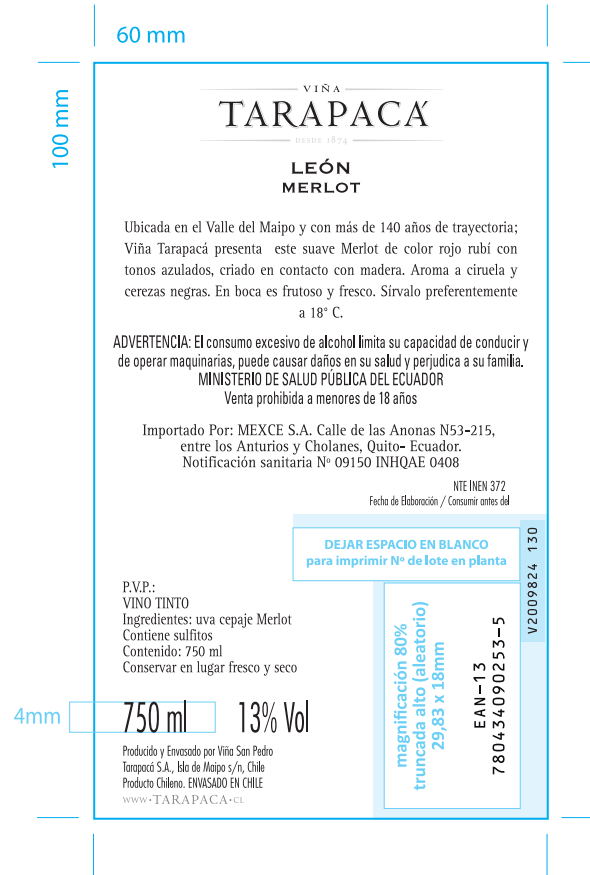 60 mm
100 mm
VIÑA
TARAPACÁ
DESDE 1874
LEÓN
MERLOT
Ubicada en el Valle del Maipo y con más de 140 años de trayectoria;
Viña Tarapacá presenta este suave Merlot de color rojo rubí con
tonos azulados, criado en contacto con madera. Aroma a ciruela y
cerezas negras. En boca es frutoso y fresco. Sírvalo preferentemente
a 18° C.
ADVERTENCIA: El consumo excesivo de alcohol limita su capacidad de conducir y
de operar maquinarias, puede causar daños en su salud y perjudica a su familia.
MINISTERIO DE SALUD PÚBLICA DEL ECUADOR
Venta prohibida a menores de 18 años
Importado Por: MEXCE S.A. Calle de las Anonas N53-215,
entre los Anturios y Cholanes, Quito- Ecuador.
Notificación sanitaria Nº 09150 INHQAE 0408
NTE INEN 372
Fecha de Elaboración / Consumir antes del
DEJAR ESPACIO EN BLANCO
para imprimir Nº de lote en planta
V2009824 130
P.V.P.:
VINO TINTO
Ingredientes: uva cepaje Merlot
Contiene sulfitos
Contenido: 750 ml
Conservar en lugar fresco y seco
magnificación 80%
truncada alto (aleatorio)
29,83 x 18mm
EAN-13
780434090253-5
4mm
750 ml 13% Vol
Producido y Envasado por Viña San Pedro
Tarapacá S.A., Isla de Maipo s/n, Chile
Producto Chileno. ENVASADO EN CHILE
WWW•TARAPACA•CL